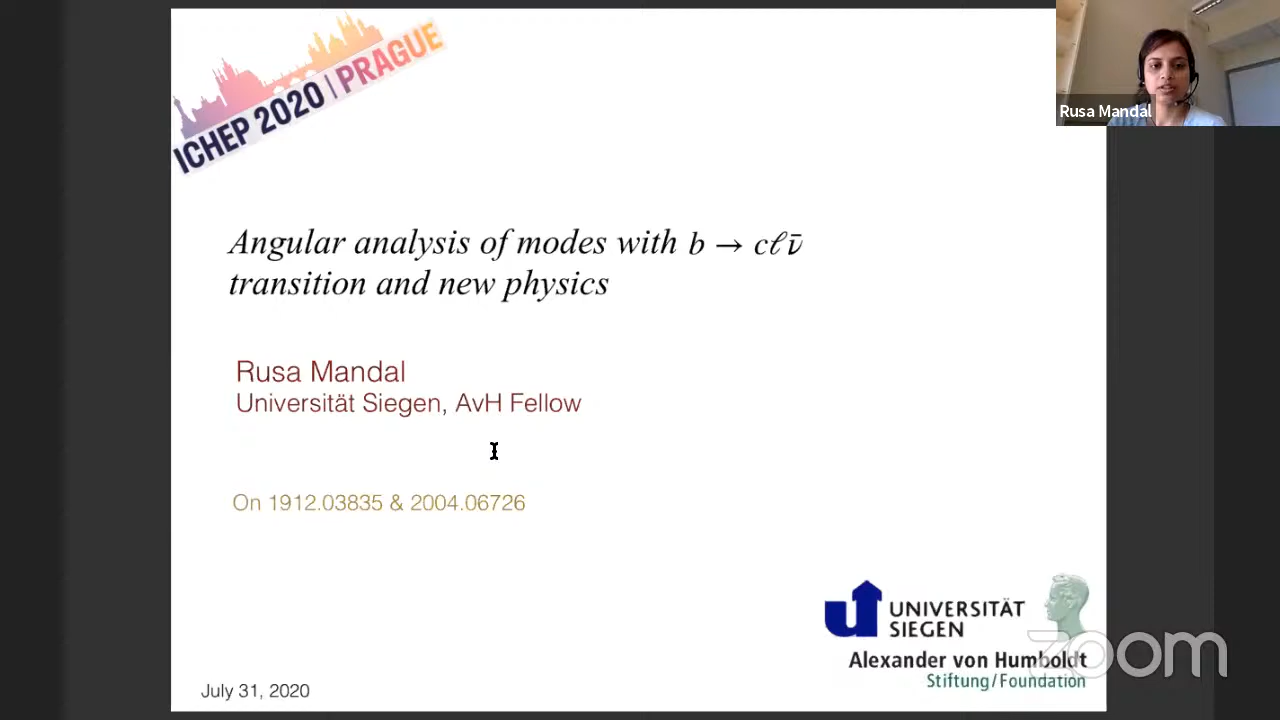 ICHEP 2020 | PRAGUE
Rusa Mandal
Angular analysis of modes with b → cℓν̄
transition and new physics
Rusa Mandal
Universität Siegen, AvH Fellow
On 1912.03835 & 2004.06726
UNIVERSITÄT
SIEGEN
Alexander von Humboldt
Stiftung/Foundation
zoom
July 31, 2020